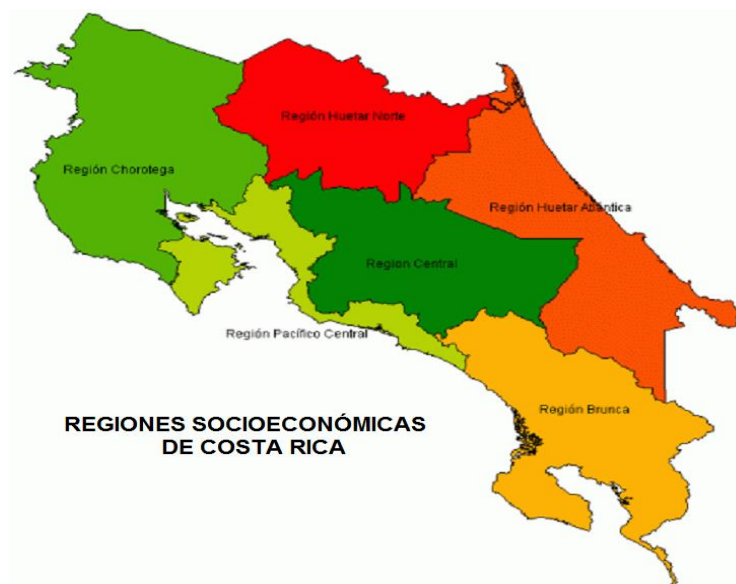 Región Huetar Norte
Región Chorotega
Región Huetar Atlántica
Region Central
Región Pacífico Central
Región Brunca
REGIONES SOCIOECONÓMICAS
DE COSTA RICA